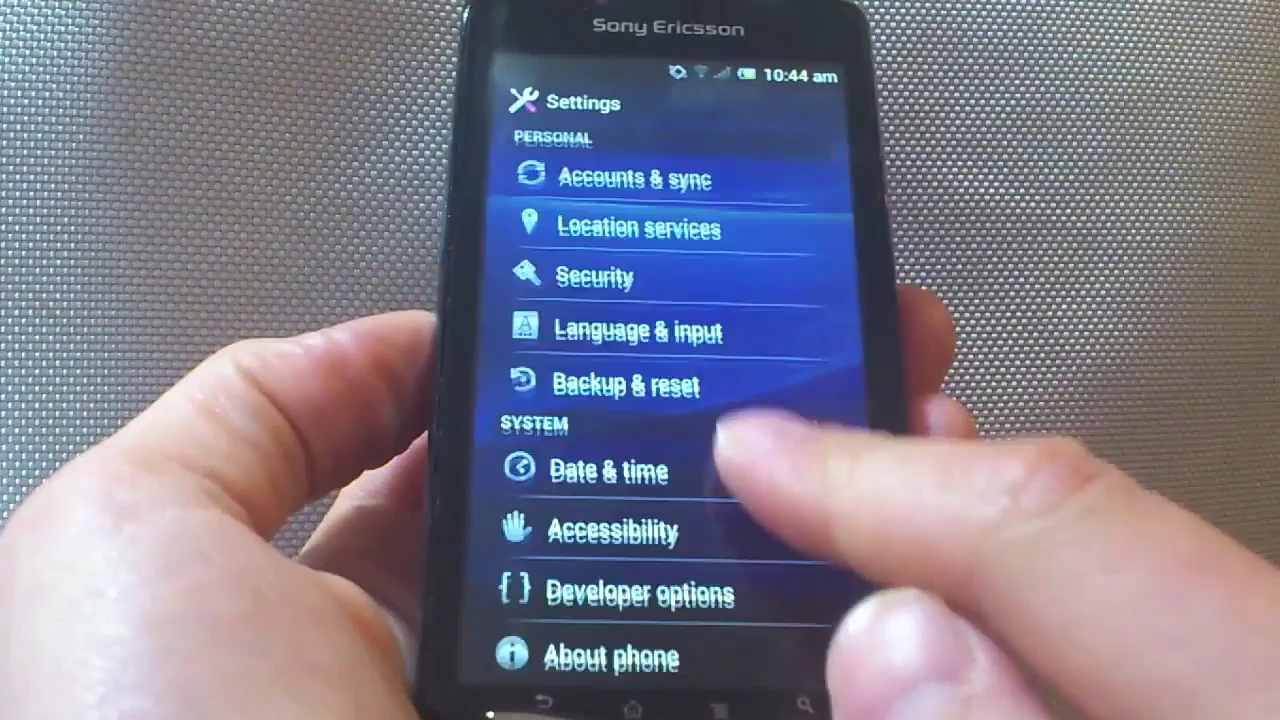 Sony Ericsson
10:44 am
Settings
PERSONAL
Accounts & sync
Location services
Security
Language & input
Backup & reset
SYSTEM
Date & time
Accessibility
{ } Developer options
About phone